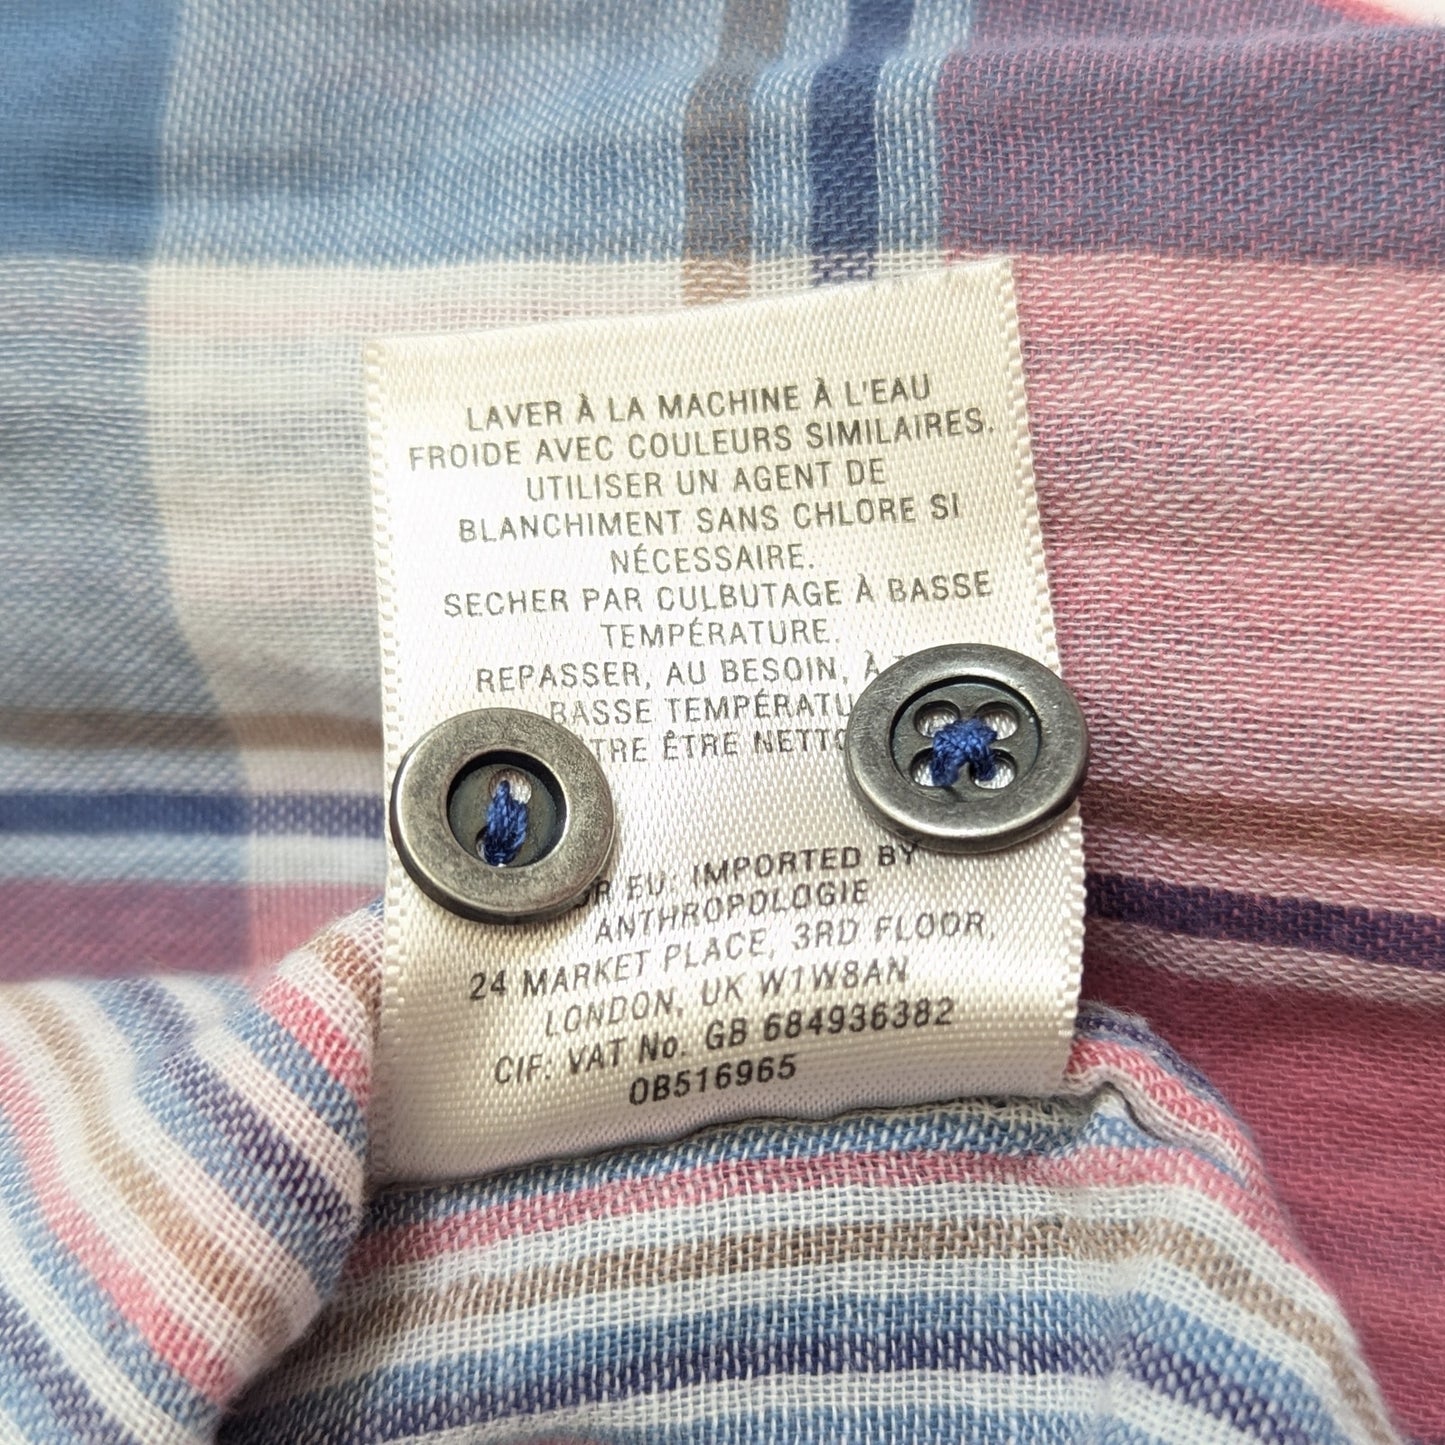 LAVER À LA MACHINE À L'EAU
FROIDE AVEC COULEURS SIMILAIRES.
UTILISER UN AGENT DE
BLANCHIMENT SANS CHLORE SI
NÉCESSAIRE.
SECHER PAR CULBUTAGE À BASSE
TEMPÉRATURE.
REPASSER, AU BESOIN, À
BASSE
ÊTRE
EU: IMPORTED BY
ANTHROPOLOGIE
24 MARKET PLACE, 3RD FLOOR,
LONDON, UK W1W8AN
CIF: VAT No. GB 684936382
0B516965